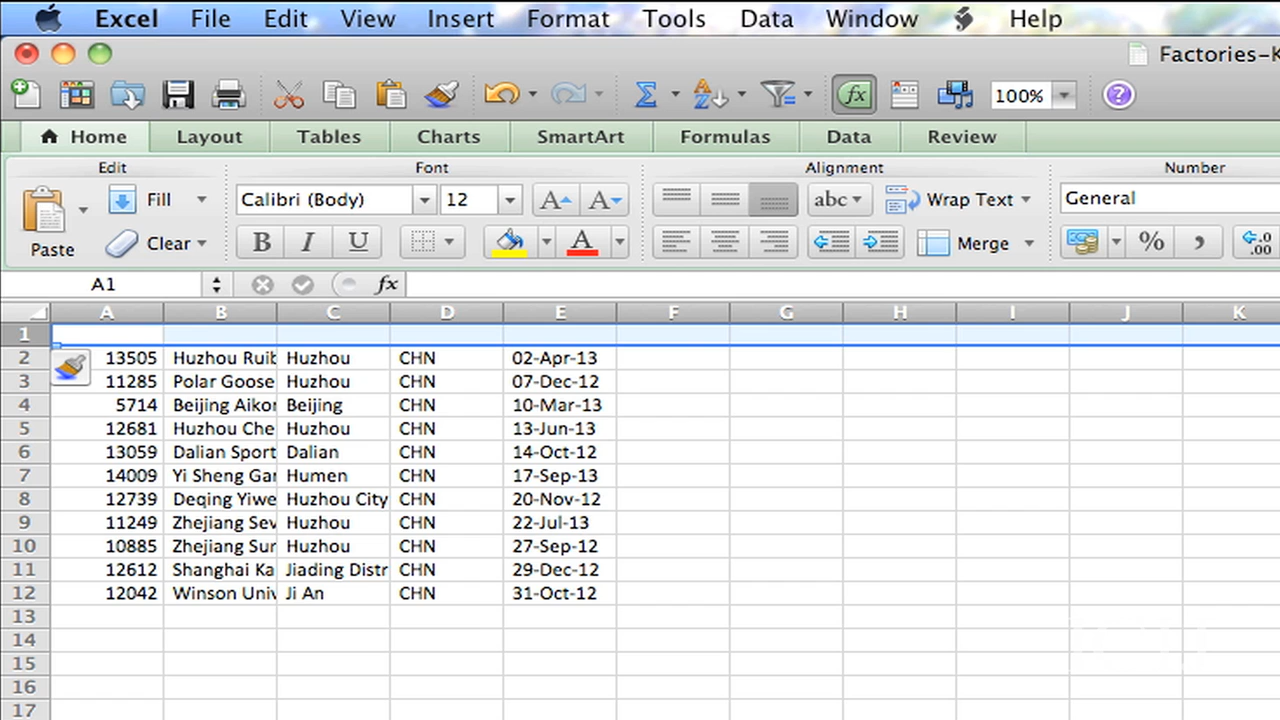 Excel File Edit View Insert Format Tools Data Window Help
Factories-K
100% ?
Home Layout Tables Charts SmartArt Formulas Data Review
Edit Font Alignment Number
Fill Calibri (Body) 12 A A abc Wrap Text General
Paste Clear B I U A Merge % , .0 .00
A1 fx
A B C D E F G H I J K
1
2 13505 Huzhou Ruib Huzhou CHN 02-Apr-13
3 11285 Polar Goose Huzhou CHN 07-Dec-12
4 5714 Beijing Aikon Beijing CHN 10-Mar-13
5 12681 Huzhou Che Huzhou CHN 13-Jun-13
6 13059 Dalian Sport Dalian CHN 14-Oct-12
7 14009 Yi Sheng Gar Humen CHN 17-Sep-13
8 12739 Deqing Yiwe Huzhou City CHN 20-Nov-12
9 11249 Zhejiang Sev Huzhou CHN 22-Jul-13
10 10885 Zhejiang Sun Huzhou CHN 27-Sep-12
11 12612 Shanghai Ka Jiading Distr CHN 29-Dec-12
12 12042 Winson Univ Ji An CHN 31-Oct-12
13
14
15
16
17